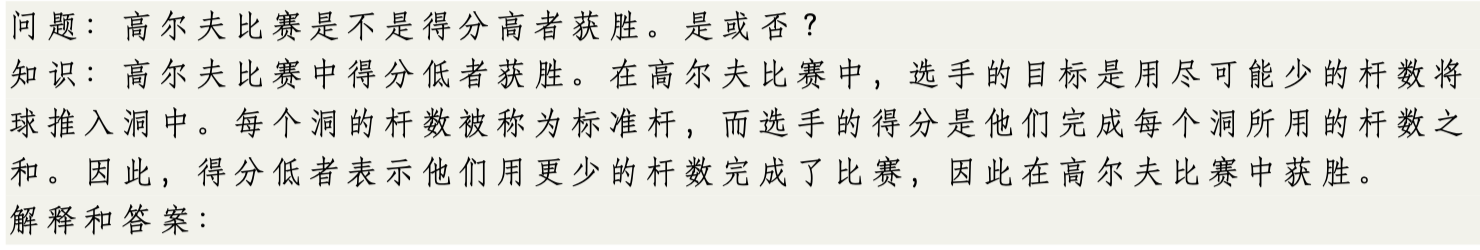 问题：高尔夫比赛是不是得分高者获胜。是或否？
知识：高尔夫比赛中得分低者获胜。在高尔夫比赛中，选手的目标是用尽可能少的杆数将
球推入洞中。每个洞的杆数被称为标准杆，而选手的得分是他们完成每个洞所用的杆数之
和。因此，得分低者表示他们用更少的杆数完成了比赛，因此在高尔夫比赛中获胜。
解释和答案：